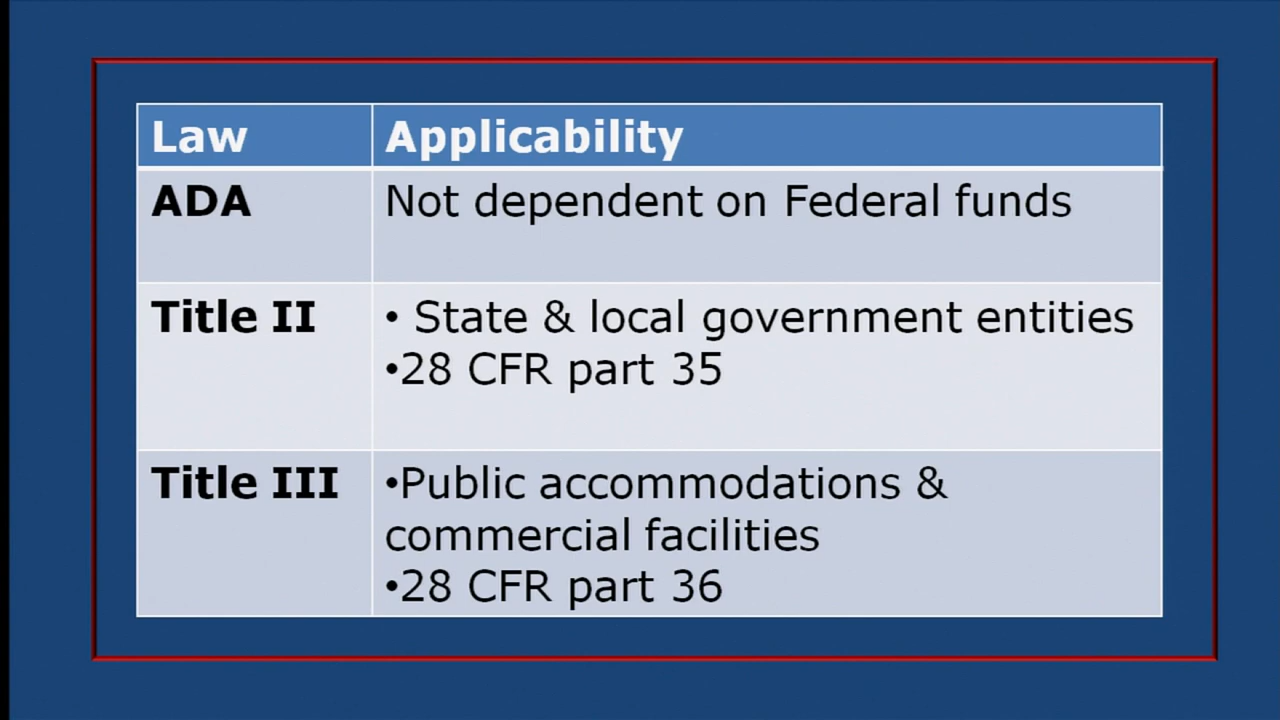 Law Applicability
ADA Not dependent on Federal funds
Title II • State & local government entities
•28 CFR part 35
Title III •Public accommodations &
commercial facilities
•28 CFR part 36